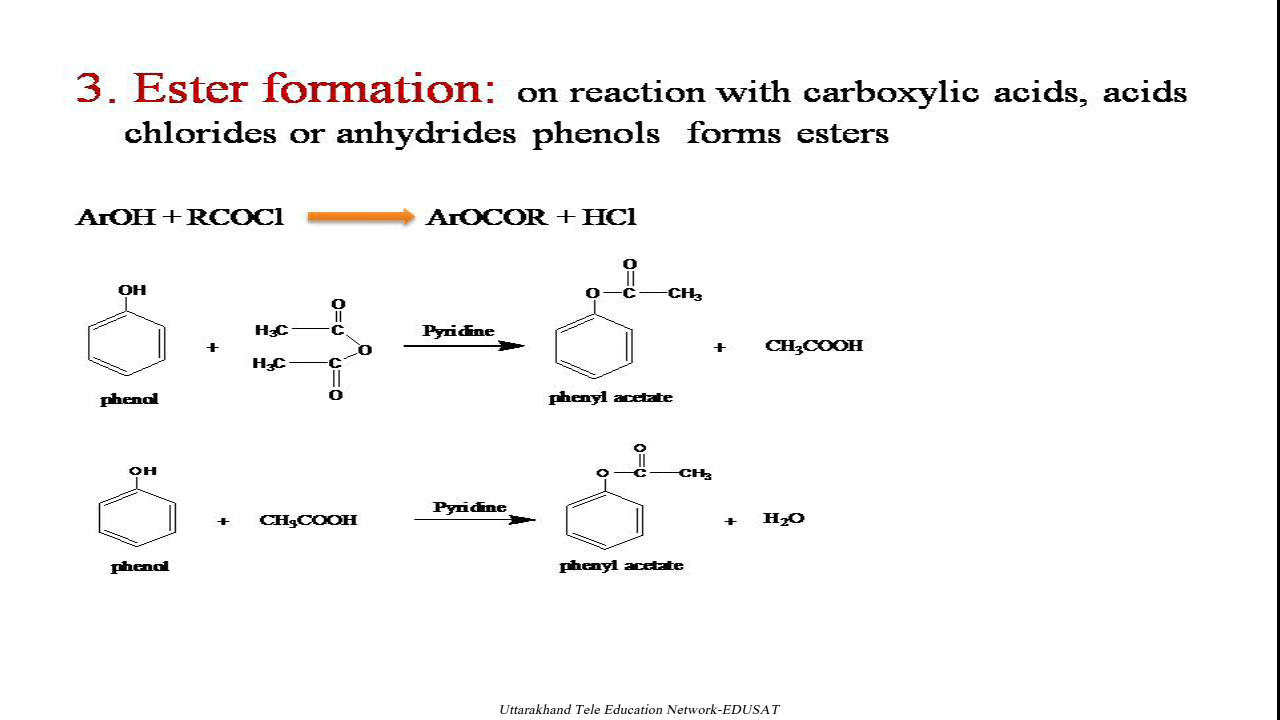 3. Ester formation: on reaction with carboxylic acids, acids
chlorides or anhydrides phenols forms esters
ArOH + RCOCl ArOCOR + HCl
OH
O
H₃C C
O
H₃C C
O
+
Pyridine
O
O C CH₃
+ CH₃COOH
phenol
phenyl acetate
OH
+ CH₃COOH
Pyridine
O
O C CH₃
+ H₂O
phenol
phenyl acetate
Uttarakhand Tele Education Network-EDUSAT